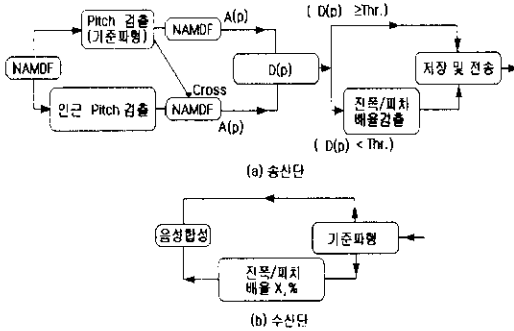 Pitch 검출
(기준파형)
NAMDF
A(p)
( D(p) ≥Thr.)
NAMDF
D(p)
저장 및 전송
Cross
인근 Pitch 검출
NAMDF
A(p)
진폭/피치
배율검출
( D(p) < Thr.)
(a) 송산단
음성합성
기준파형
진폭/피치
배율 X,%
(b) 수산단